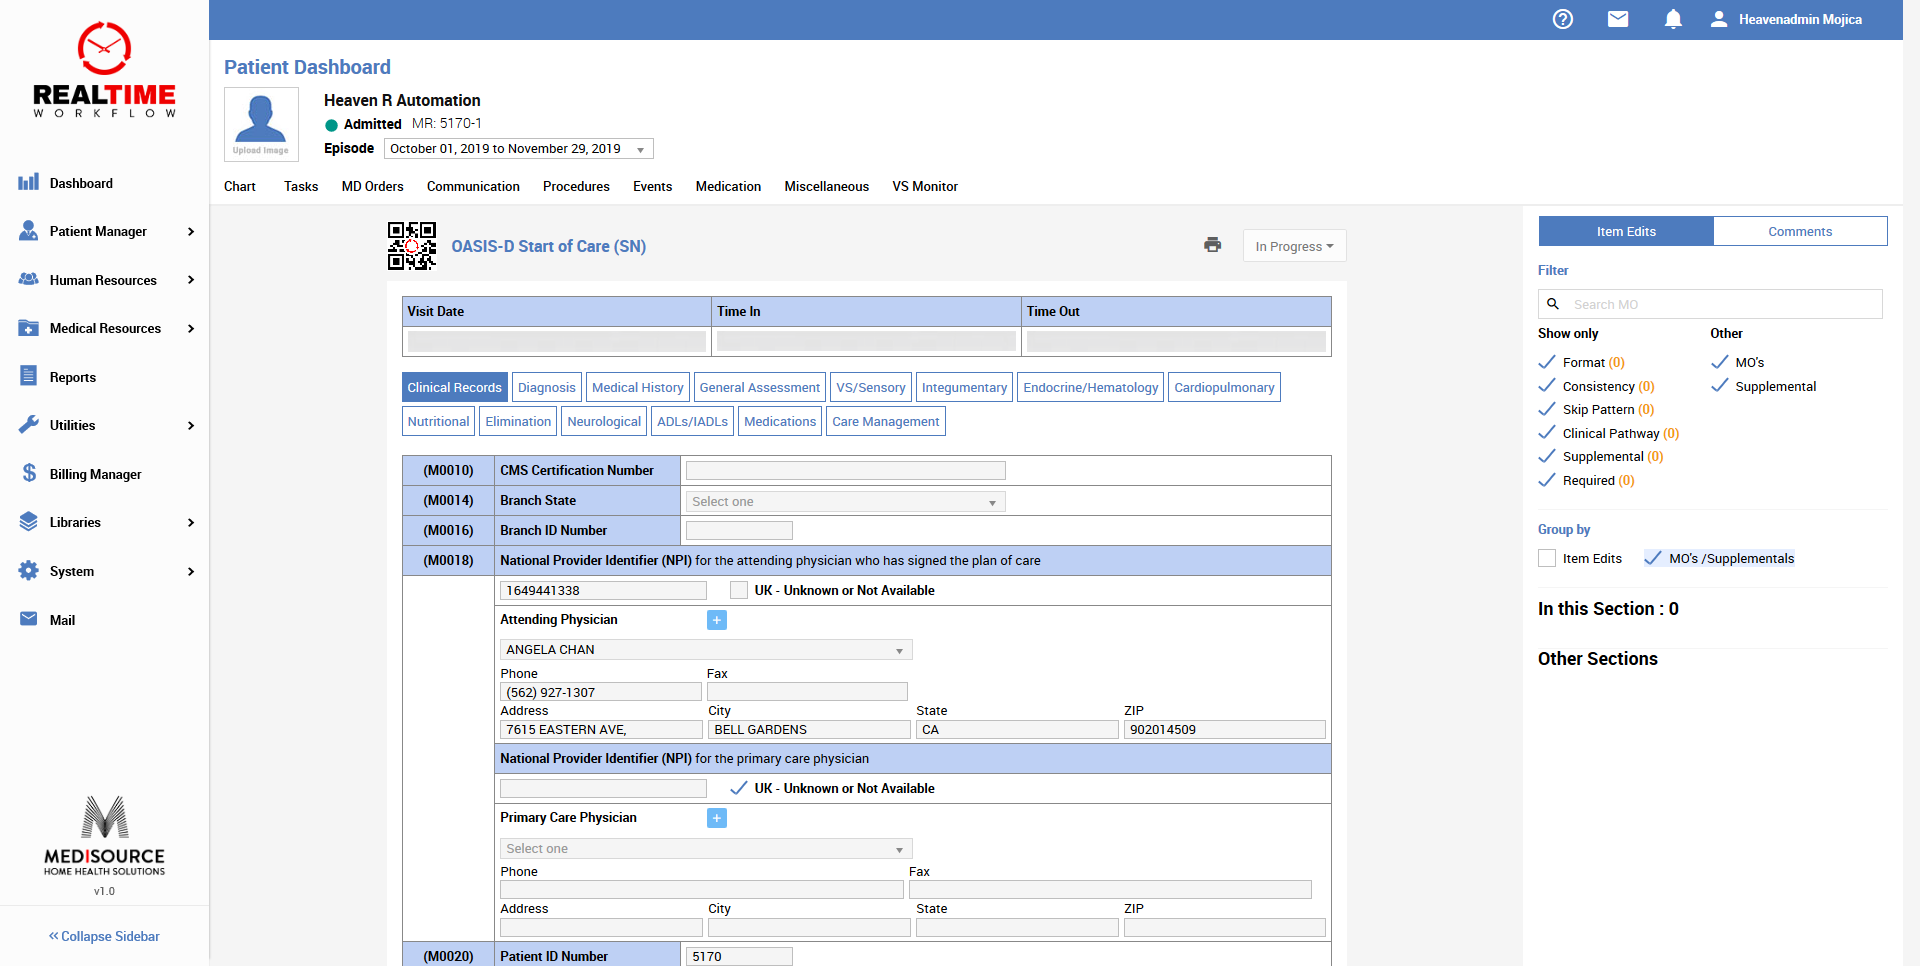 REALTIME
WORKFLOW
Dashboard
Patient Manager
Human Resources
Medical Resources
Reports
Utilities
Billing Manager
Libraries
System
Mail
MEDISOURCE
HOME HEALTH SOLUTIONS
v1.0
Collapse Sidebar
Heavenadmin Mojica
Patient Dashboard
Upload Image
Heaven R Automation
Admitted MR: 5170-1
Episode October 01, 2019 to November 29, 2019
Chart Tasks MD Orders Communication Procedures Events Medication Miscellaneous VS Monitor
OASIS-D Start of Care (SN)
In Progress
Visit Date Time In Time Out
Clinical Records Diagnosis Medical History General Assessment VS/Sensory Integumentary Endocrine/Hematology Cardiopulmonary
Nutritional Elimination Neurological ADLs/IADLs Medications Care Management
(M0010) CMS Certification Number
(M0014) Branch State Select one
(M0016) Branch ID Number
(M0018) National Provider Identifier (NPI) for the attending physician who has signed the plan of care
1649441338 UK - Unknown or Not Available
Attending Physician +
ANGELA CHAN
Phone Fax
(562) 927-1307
Address City State ZIP
7615 EASTERN AVE, BELL GARDENS CA 902014509
National Provider Identifier (NPI) for the primary care physician
UK - Unknown or Not Available
Primary Care Physician +
Select one
Phone Fax
Address City State ZIP
(M0020) Patient ID Number 5170
Item Edits Comments
Filter
Search MO
Show only Other
Format (0) MO's
Consistency (0) Supplemental
Skip Pattern (0)
Clinical Pathway (0)
Supplemental (0)
Required (0)
Group by
Item Edits MO's /Supplementals
In this Section : 0
Other Sections